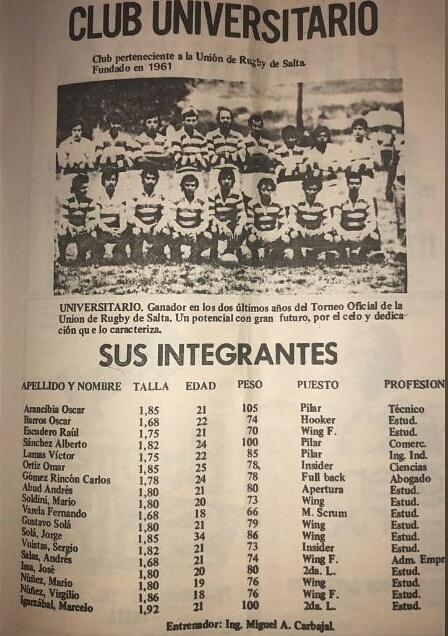 CLUB UNIVERSITARIO
Club perteneciente a la Unión de Rugby de Salta.
Fundado en 1961
UNIVERSITARIO. Ganador en los dos últimos años del Torneo Oficial de la
Union de Rugby de Salta. Un potencial con gran futuro, por el celo y dedica-
ción qu e lo caracteriza.
SUS INTEGRANTES
APELLIDO Y NOMBRE TALLA EDAD PESO PUESTO PROFESION
Arancibia Oscar 1,85 21 105 Pilar Técnico
Barros Oscar 1,68 22 74 Hooker Estud.
Escudero Raúl 1,75 21 70 Wing F. Estud.
Sánchez Alberto 1,82 24 100 Pilar Comerc.
Lamas Víctor 1,75 22 85 Pilar Ing. Ind.
Ortiz Omar 1,85 25 78, Insider Ciencias
Gómez Rincón Carlos 1,78 24 78 Full back Abogado
Abud Andrés 1,80 21 80 Apertura Estud.
Soldini, Mario 1,80 20 73 Wing Estud.
Varela Fernando 1,68 18 66 M. Scrum Estud.
Gustavo Solá 1,80 21 79 Wing Estud.
Solá, Jorge 1,85 34 86 Wing Estud.
Vuistas, Sergio 1,82 21 73 Insider Estud.
Salas, Andrés 1,68 21 74 Wing F. Adm. Empr
Issa, José 1,80 20 80 2da. L. Estud.
Núñez, Mario 1,80 19 76 Wing Estud.
Núñez, Virgilio 1,86 18 76 Wing F. Estud.
Igarzábal, Marcelo 1,92 21 100 2da. L. Estud.
Entrenador: Ing. Miguel A. Carbajal.